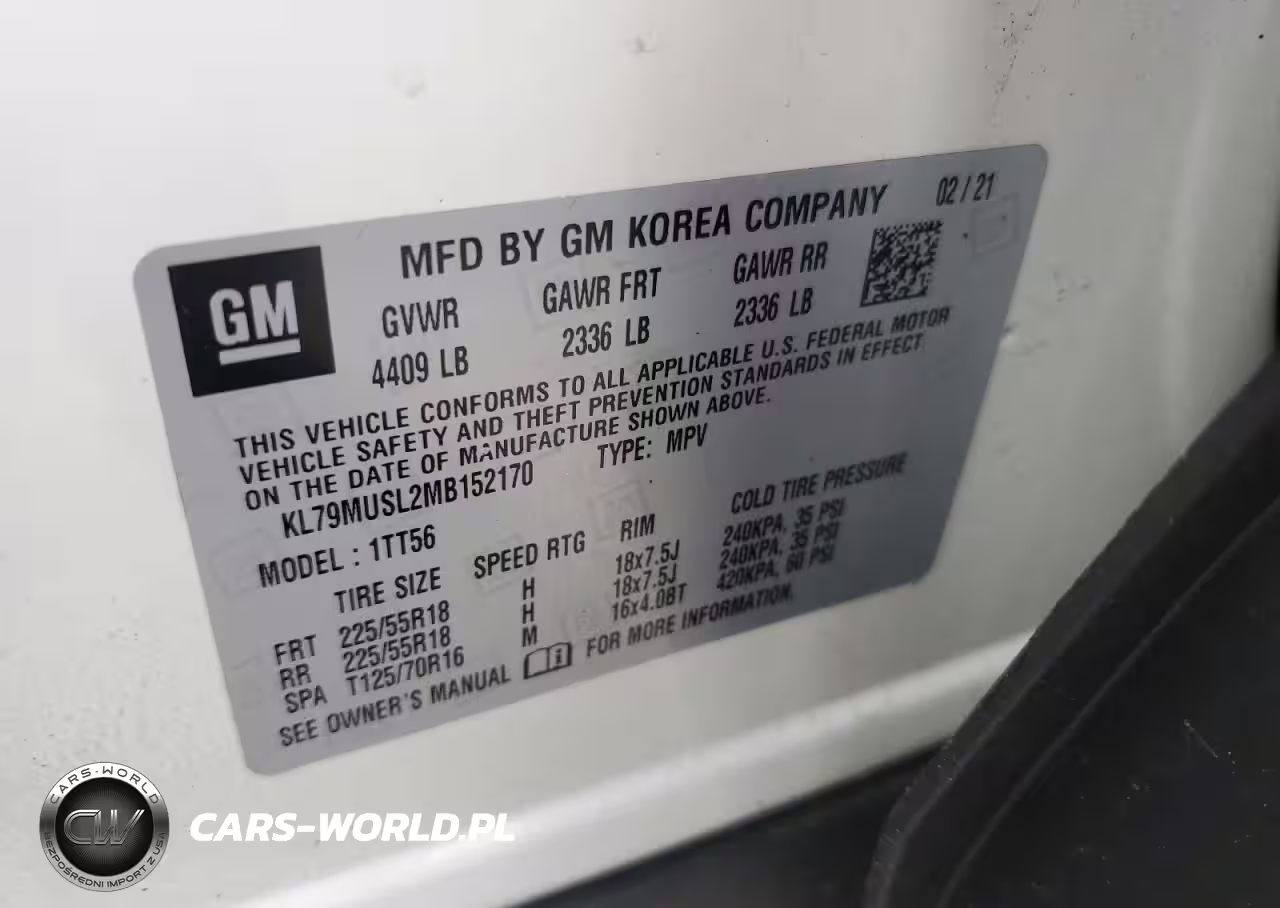 GM
MFD BY GM KOREA COMPANY 02 / 21
GVWR GAWR FRT GAWR RR
4409 LB 2336 LB 2336 LB
THIS VEHICLE CONFORMS TO ALL APPLICABLE U.S. FEDERAL MOTOR
VEHICLE SAFETY AND THEFT PREVENTION STANDARDS IN EFFECT
ON THE DATE OF MANUFACTURE SHOWN ABOVE.
KL79MUSL2MB152170 TYPE: MPV
MODEL : 1TT56
TIRE SIZE SPEED RTG RIM COLD TIRE PRESSURE
FRT 225/55R18 H 18x7.5J 240KPA, 35 PSI
RR 225/55R18 H 18x7.5J 240KPA, 35 PSI
SPA T125/70R16 M 16x4.0BT 420KPA, 60 PSI
SEE OWNER'S MANUAL FOR MORE INFORMATION.
CARS-WORLD
CW
BEZPOŚREDNI IMPORT Z USA
CARS-WORLD.PL